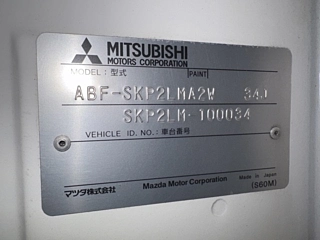 MITSUBISHI
MOTORS CORPORATION
MODEL: 型式 PAINT
ABF-SKP2LMA2W 34J
SKP2LM-100034
VEHICLE ID. NO.: 車台番号
マツダ株式会社 Mazda Motor Corporation Made in Japan
(S60M)